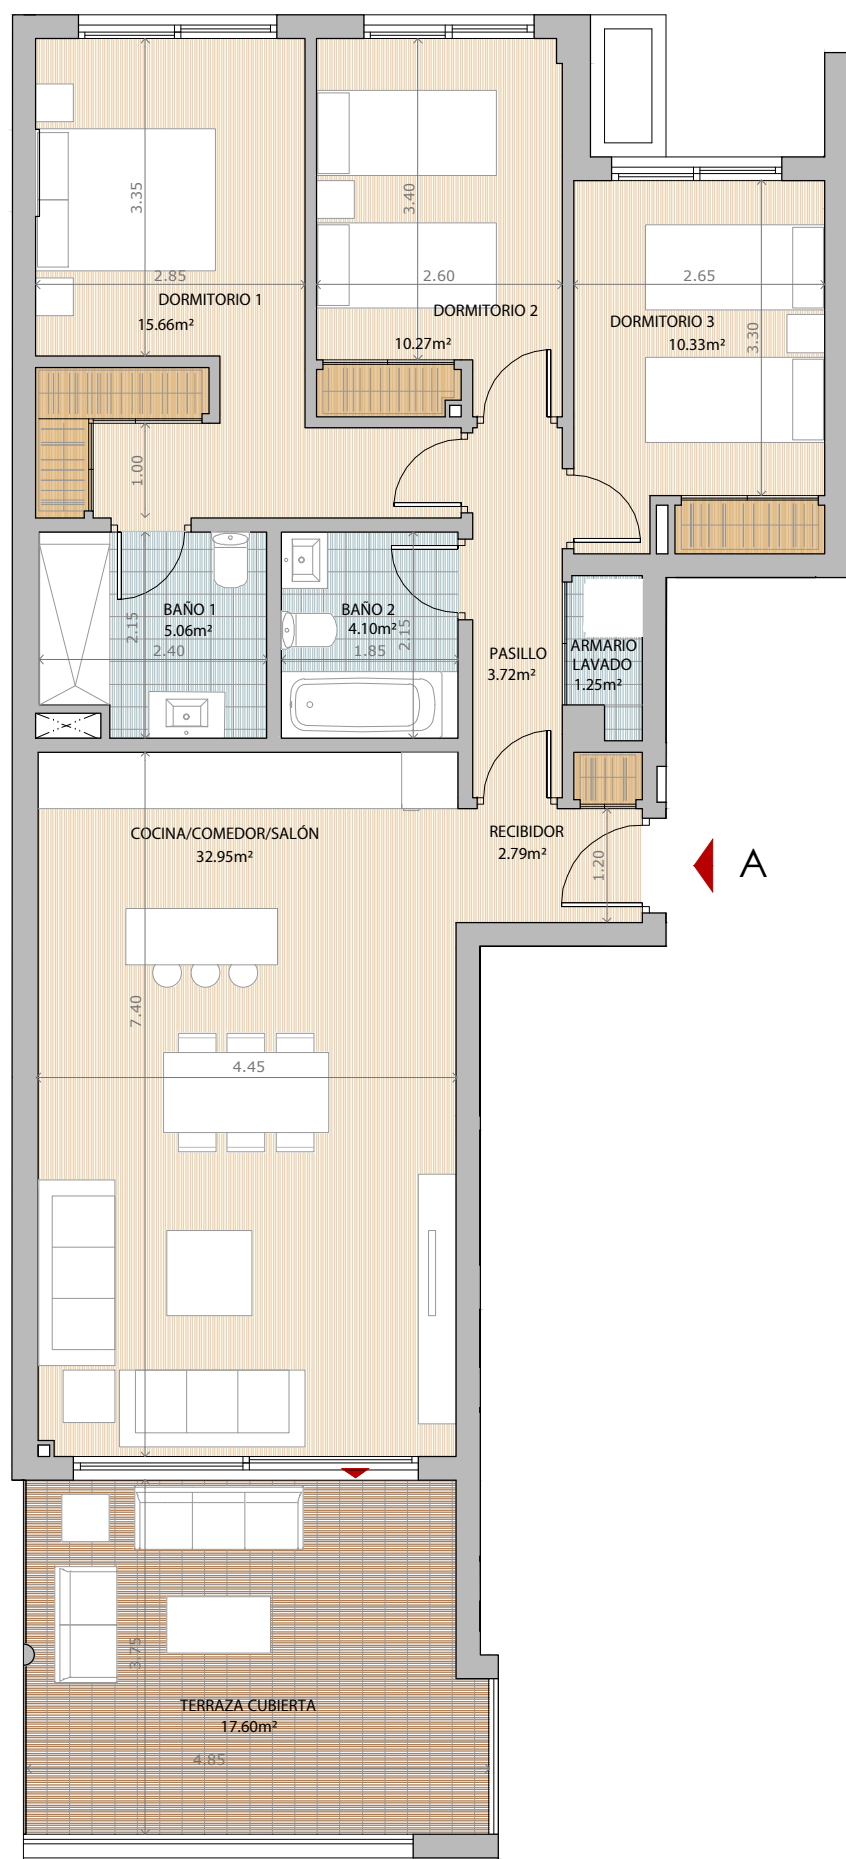 3.35
3.40
2.85
2.60
2.65
DORMITORIO 1
15.66m²
DORMITORIO 2
10.27m²
DORMITORIO 3
10.33m²
3.30
1.00
BAÑO 1
5.06m²
2.15
2.40
BAÑO 2
4.10m²
2.15
1.85
PASILLO
3.72m²
ARMARIO
LAVADO
1.25m²
COCINA/COMEDOR/SALÓN
32.95m²
RECIBIDOR
2.79m²
1.20
A
7.40
4.45
3.75
TERRAZA CUBIERTA
17.60m²
4.85